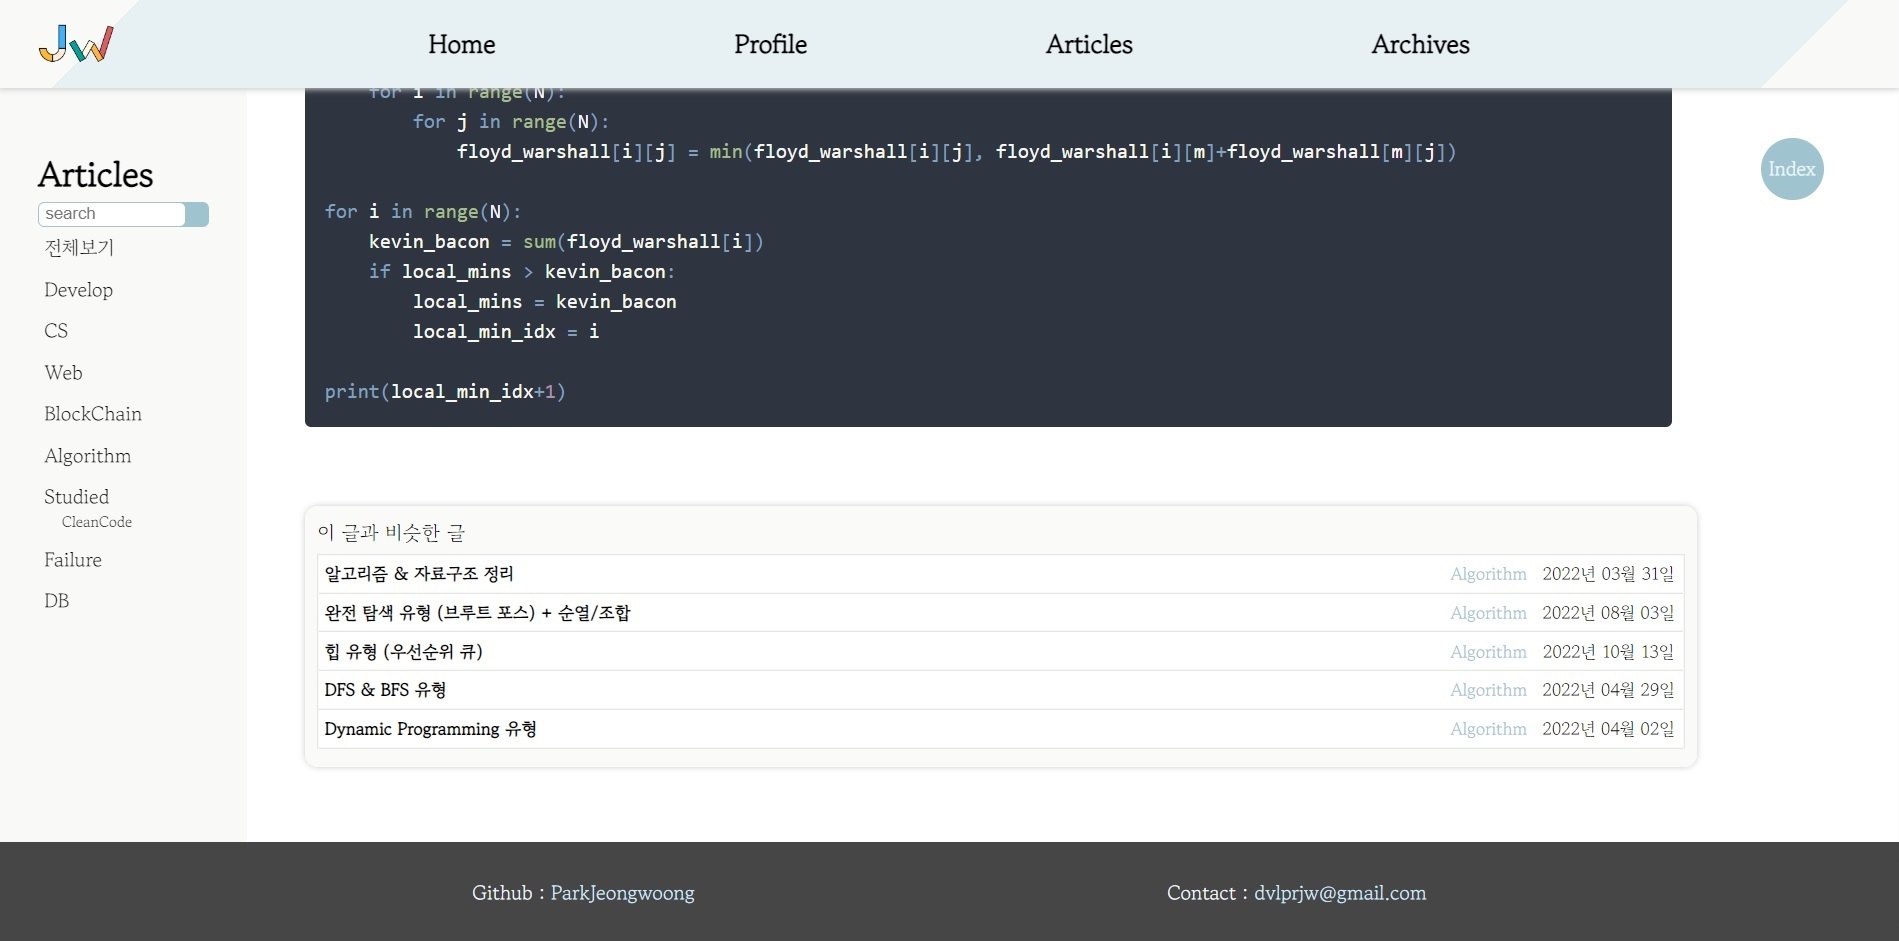 JW
Home
Profile
Articles
Archives
Articles
search
전체보기
Develop
CS
Web
BlockChain
Algorithm
Studied
CleanCode
Failure
DB
for i in range(N):
for j in range(N):
floyd_warshall[i][j] = min(floyd_warshall[i][j], floyd_warshall[i][m]+floyd_warshall[m][j])
for i in range(N):
kevin_bacon = sum(floyd_warshall[i])
if local_mins > kevin_bacon:
local_mins = kevin_bacon
local_min_idx = i
print(local_min_idx+1)
Index
이 글과 비슷한 글
알고리즘 & 자료구조 정리 Algorithm 2022년 03월 31일
완전 탐색 유형 (브루트 포스) + 순열/조합 Algorithm 2022년 08월 03일
힙 유형 (우선순위 큐) Algorithm 2022년 10월 13일
DFS & BFS 유형 Algorithm 2022년 04월 29일
Dynamic Programming 유형 Algorithm 2022년 04월 02일
Github : ParkJeongwoong
Contact : dvlprjw@gmail.com